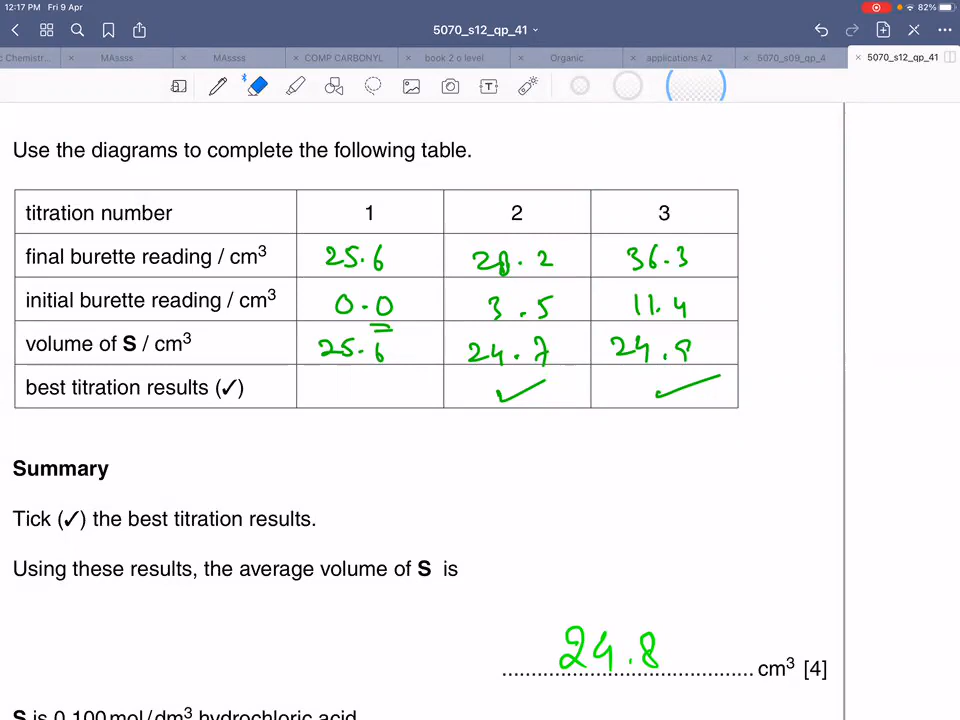 12:17 PM Fri 9 Apr 82%
5070_s12_qp_41
c Chemistr... MAssss MAssss COMP CARBONYL book 2 o level Organic applications A2 5070_s09_qp_4 5070_s12_qp_41
Use the diagrams to complete the following table.
titration number 1 2 3
final burette reading / cm³ 25.6 28.2 36.3
initial burette reading / cm³ 0.0 3.5 11.4
volume of S / cm³ 25.6 24.7 24.9
best titration results (✓) ✓ ✓
Summary
Tick (✓) the best titration results.
Using these results, the average volume of S is
24.8
.......................................... cm³ [4]
S is 0.100 mol/dm³ hydrochloric acid